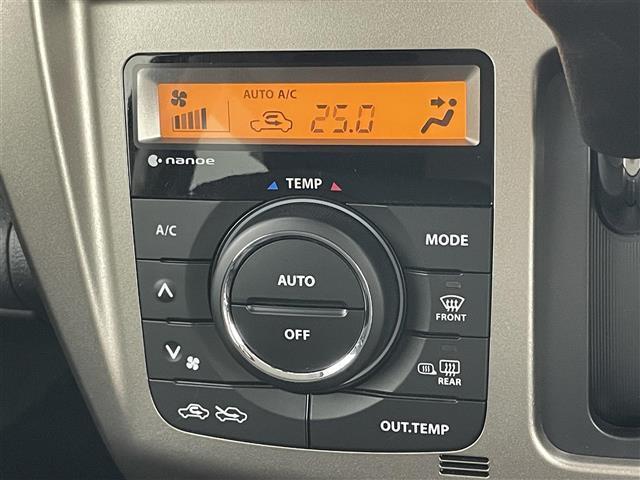 AUTO A/C
25.0
nanoe
TEMP
A/C
MODE
AUTO
OFF
FRONT
REAR
OUT.TEMP